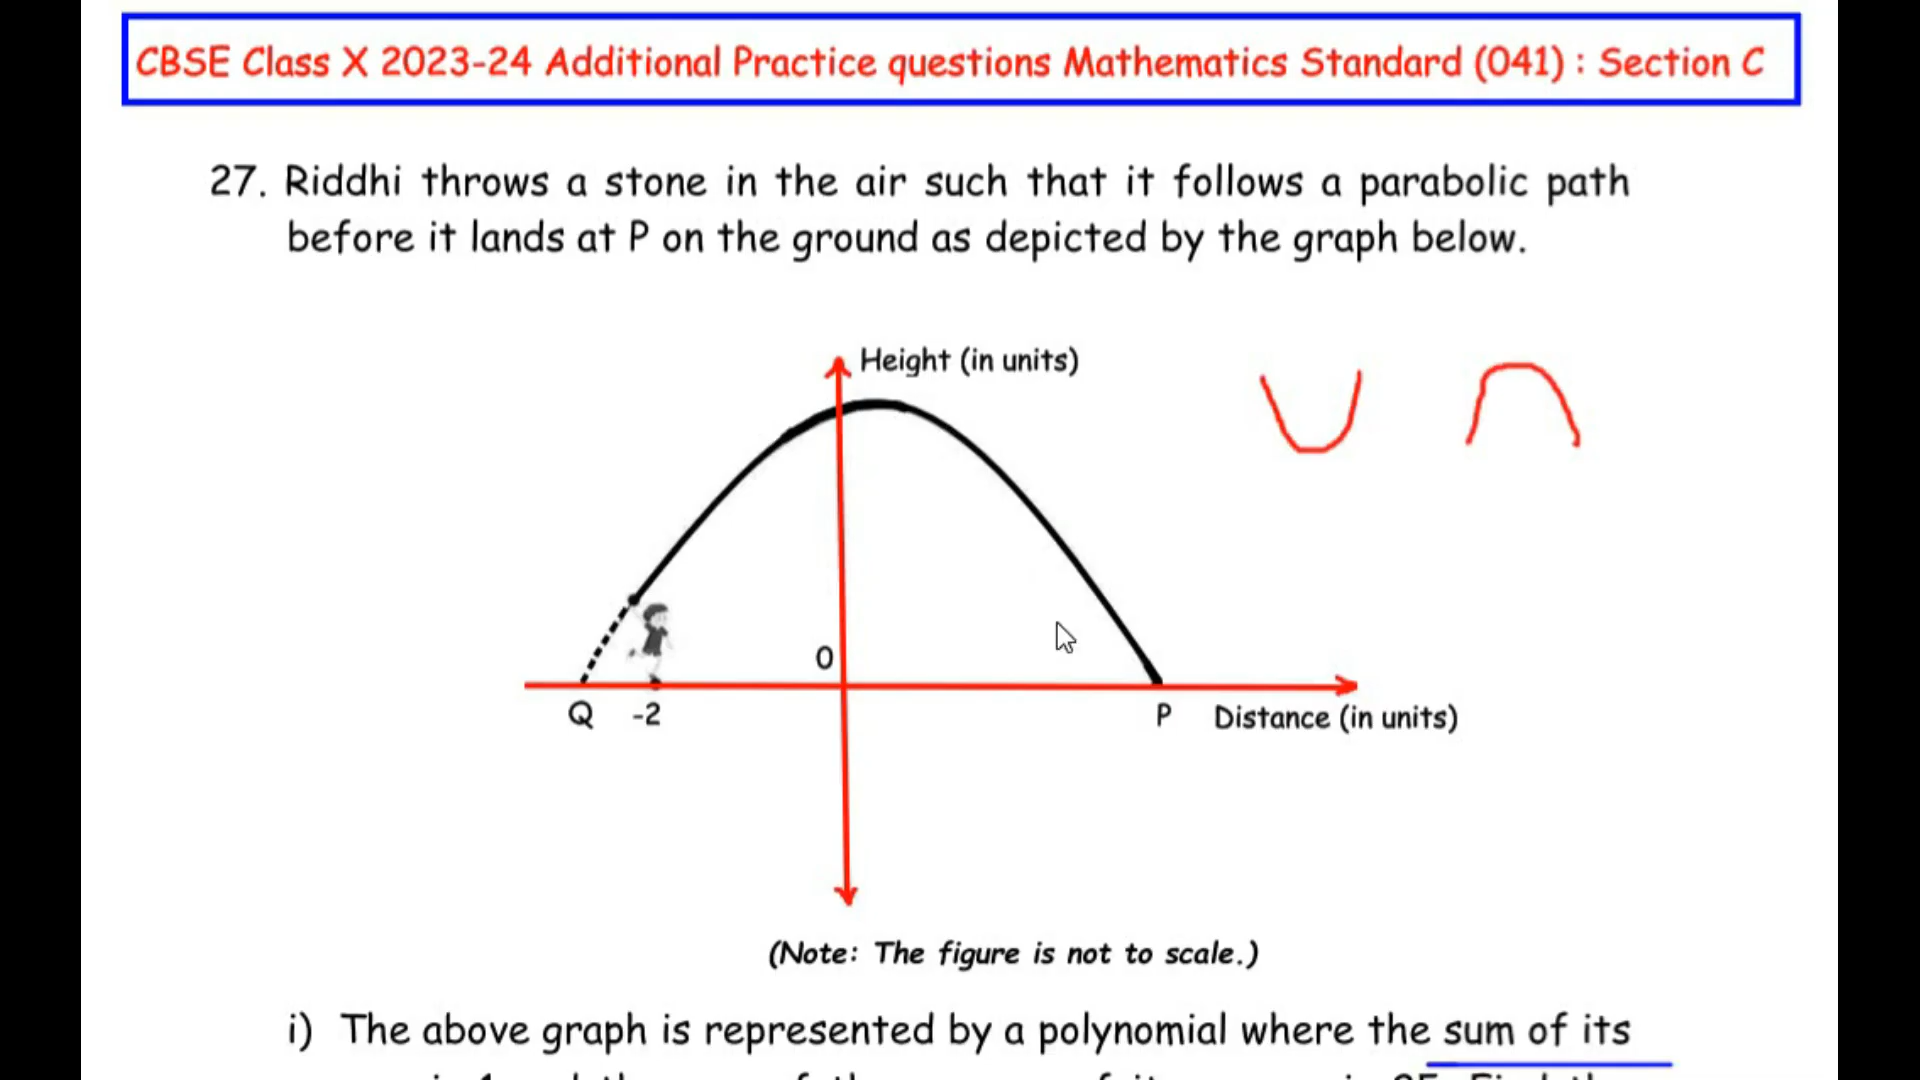 CBSE Class X 2023-24 Additional Practice questions Mathematics Standard (041) : Section C
27. Riddhi throws a stone in the air such that it follows a parabolic path
before it lands at P on the ground as depicted by the graph below.
Height (in units)
0
Q -2 P Distance (in units)
(Note: The figure is not to scale.)
i) The above graph is represented by a polynomial where the sum of its